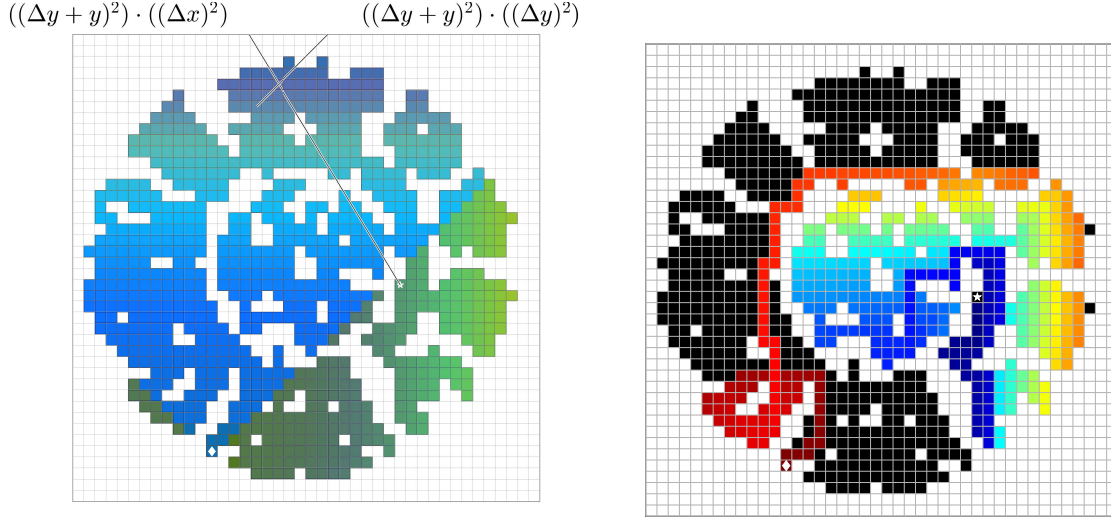 ((Δy + y)²) · ((Δx)²)
((Δy + y)²) · ((Δy)²)